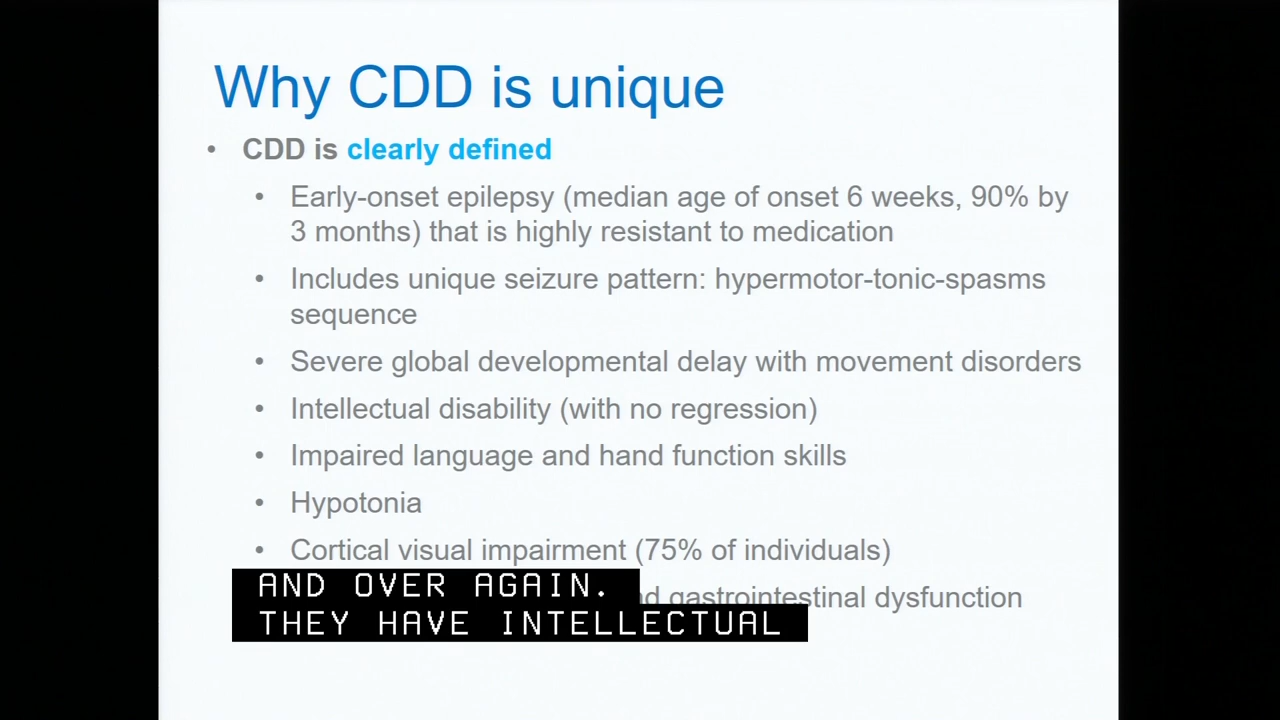 Why CDD is unique
• CDD is clearly defined
• Early-onset epilepsy (median age of onset 6 weeks, 90% by
3 months) that is highly resistant to medication
• Includes unique seizure pattern: hypermotor-tonic-spasms
sequence
• Severe global developmental delay with movement disorders
• Intellectual disability (with no regression)
• Impaired language and hand function skills
• Hypotonia
• Cortical visual impairment (75% of individuals)
gastrointestinal dysfunction
AND OVER AGAIN.
THEY HAVE INTELLECTUAL